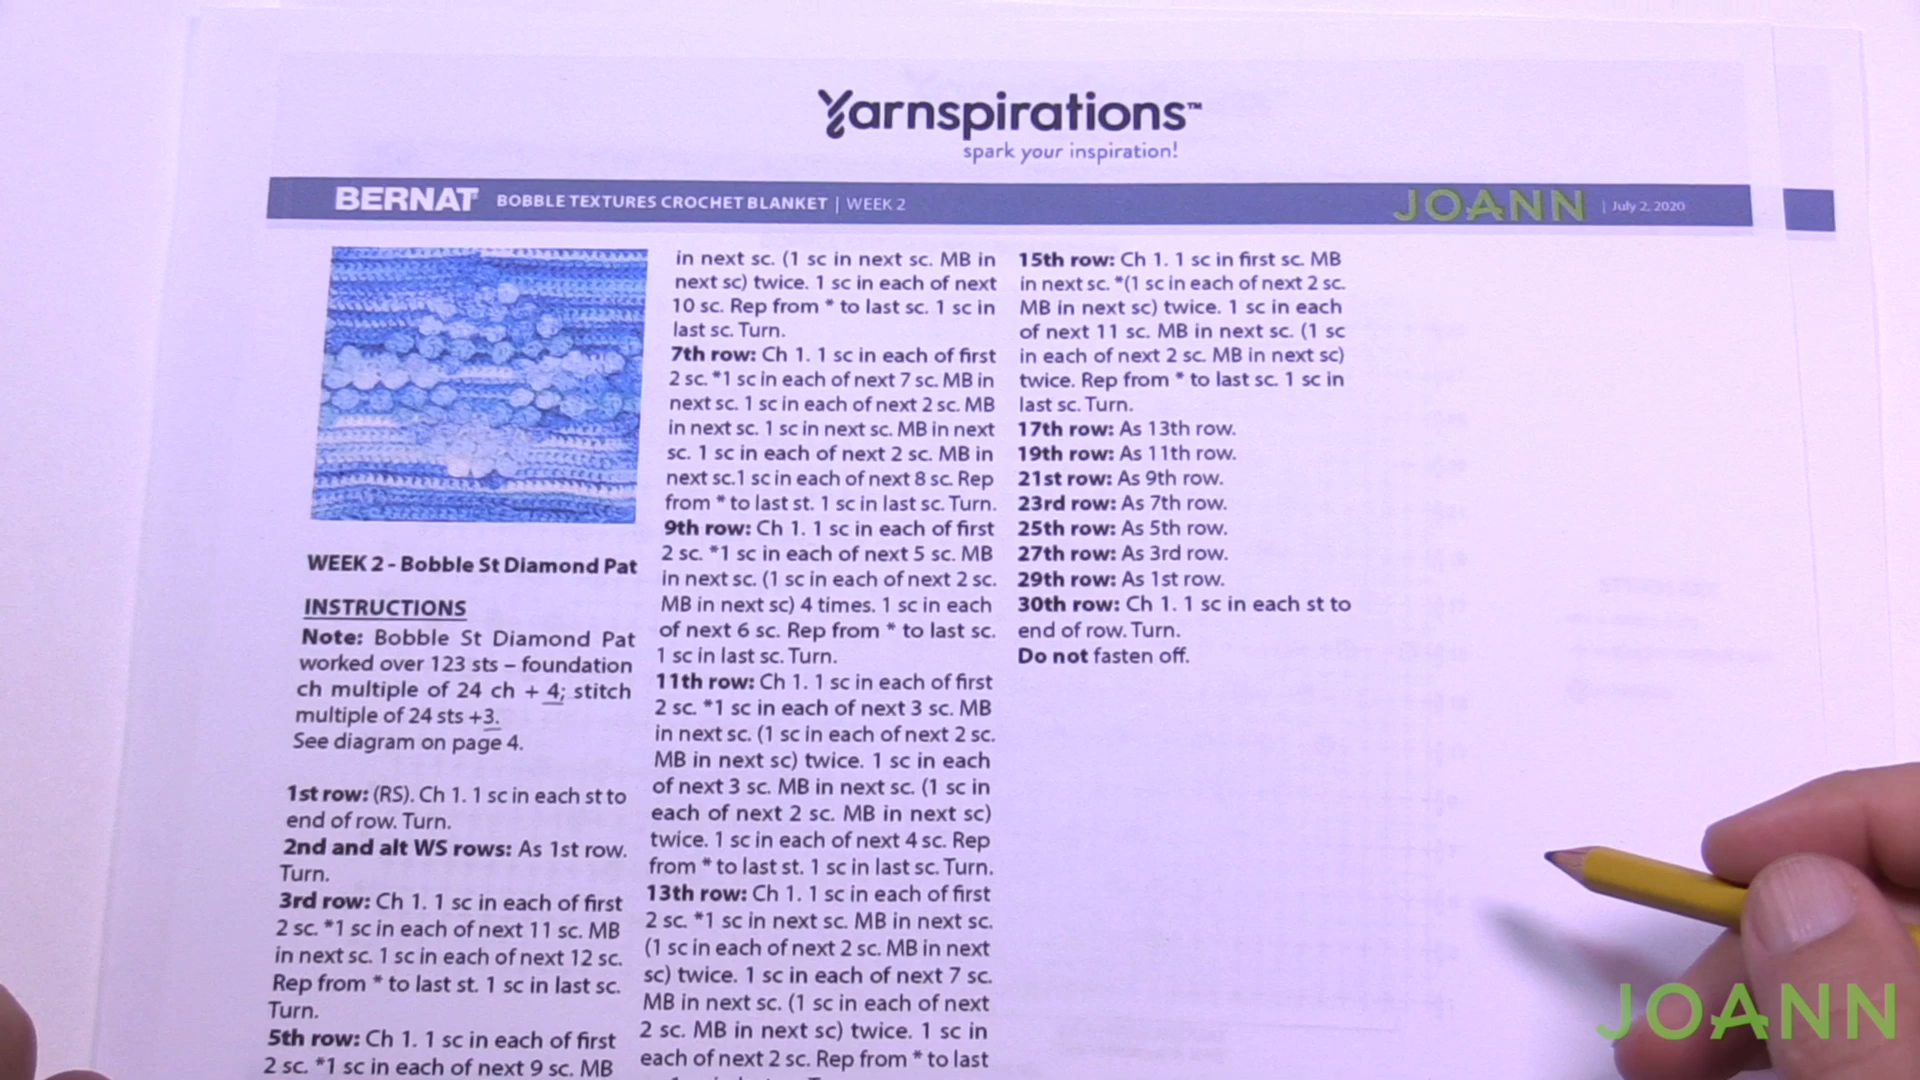 Yarnspirations™
spark your inspiration!
BERNAT BOBBLE TEXTURES CROCHET BLANKET | WEEK 2 JOANN | July 2, 2020
WEEK 2 - Bobble St Diamond Pat
INSTRUCTIONS
Note: Bobble St Diamond Pat
worked over 123 sts – foundation
ch multiple of 24 ch + 4; stitch
multiple of 24 sts +3.
See diagram on page 4.
1st row: (RS). Ch 1. 1 sc in each st to
end of row. Turn.
2nd and alt WS rows: As 1st row.
Turn.
3rd row: Ch 1. 1 sc in each of first
2 sc. *1 sc in each of next 11 sc. MB
in next sc. 1 sc in each of next 12 sc.
Rep from * to last st. 1 sc in last sc.
Turn.
5th row: Ch 1. 1 sc in each of first
2 sc. *1 sc in each of next 9 sc. MB
in next sc. (1 sc in next sc. MB in
next sc) twice. 1 sc in each of next
10 sc. Rep from * to last sc. 1 sc in
last sc. Turn.
7th row: Ch 1. 1 sc in each of first
2 sc. *1 sc in each of next 7 sc. MB in
next sc. 1 sc in each of next 2 sc. MB
in next sc. 1 sc in next sc. MB in next
sc. 1 sc in each of next 2 sc. MB in
next sc.1 sc in each of next 8 sc. Rep
from * to last st. 1 sc in last sc. Turn.
9th row: Ch 1. 1 sc in each of first
2 sc. *1 sc in each of next 5 sc. MB
in next sc. (1 sc in each of next 2 sc.
MB in next sc) 4 times. 1 sc in each
of next 6 sc. Rep from * to last sc.
1 sc in last sc. Turn.
11th row: Ch 1. 1 sc in each of first
2 sc. *1 sc in each of next 3 sc. MB
in next sc. (1 sc in each of next 2 sc.
MB in next sc) twice. 1 sc in each
of next 3 sc. MB in next sc. (1 sc in
each of next 2 sc. MB in next sc)
twice. 1 sc in each of next 4 sc. Rep
from * to last st. 1 sc in last sc. Turn.
13th row: Ch 1. 1 sc in each of first
2 sc. *1 sc in next sc. MB in next sc.
(1 sc in each of next 2 sc. MB in next
sc) twice. 1 sc in each of next 7 sc.
MB in next sc. (1 sc in each of next
2 sc. MB in next sc) twice. 1 sc in
each of next 2 sc. Rep from * to last
15th row: Ch 1. 1 sc in first sc. MB
in next sc. *(1 sc in each of next 2 sc.
MB in next sc) twice. 1 sc in each
of next 11 sc. MB in next sc. (1 sc
in each of next 2 sc. MB in next sc)
twice. Rep from * to last sc. 1 sc in
last sc. Turn.
17th row: As 13th row.
19th row: As 11th row.
21st row: As 9th row.
23rd row: As 7th row.
25th row: As 5th row.
27th row: As 3rd row.
29th row: As 1st row.
30th row: Ch 1. 1 sc in each st to
end of row. Turn.
Do not fasten off.
JOANN